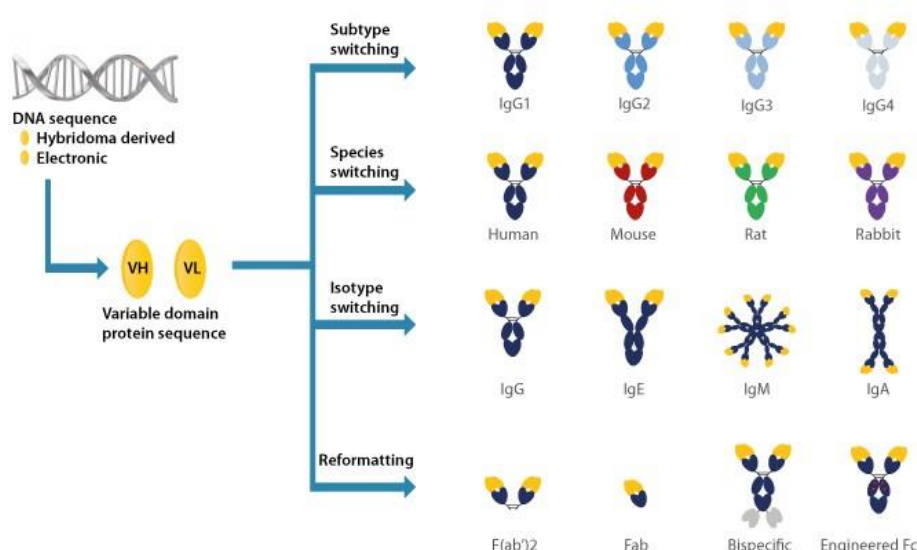 Subtype
switching
IgG1 IgG2 IgG3 IgG4
DNA sequence
Hybridoma derived
Electronic
Species
switching
Human Mouse Rat Rabbit
VH VL
Variable domain
protein sequence
Isotype
switching
IgG IgE IgM IgA
Reformatting
F(ab')2 Fab Bispecific Engineered Fc